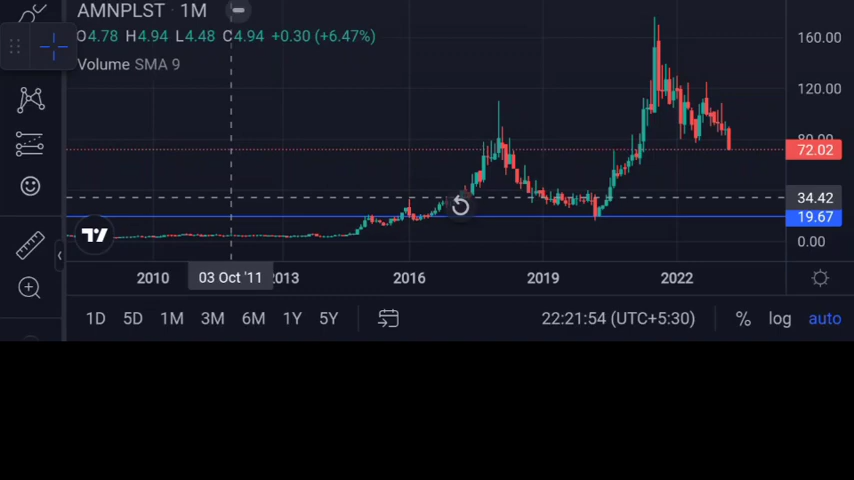 AMNPLST · 1M
O4.78 H4.94 L4.48 C4.94 +0.30 (+6.47%)
Volume SMA 9
160.00
120.00
80.00
72.02
34.42
19.67
0.00
2010 03 Oct '11 2013 2016 2019 2022
1D 5D 1M 3M 6M 1Y 5Y 22:21:54 (UTC+5:30) % log auto